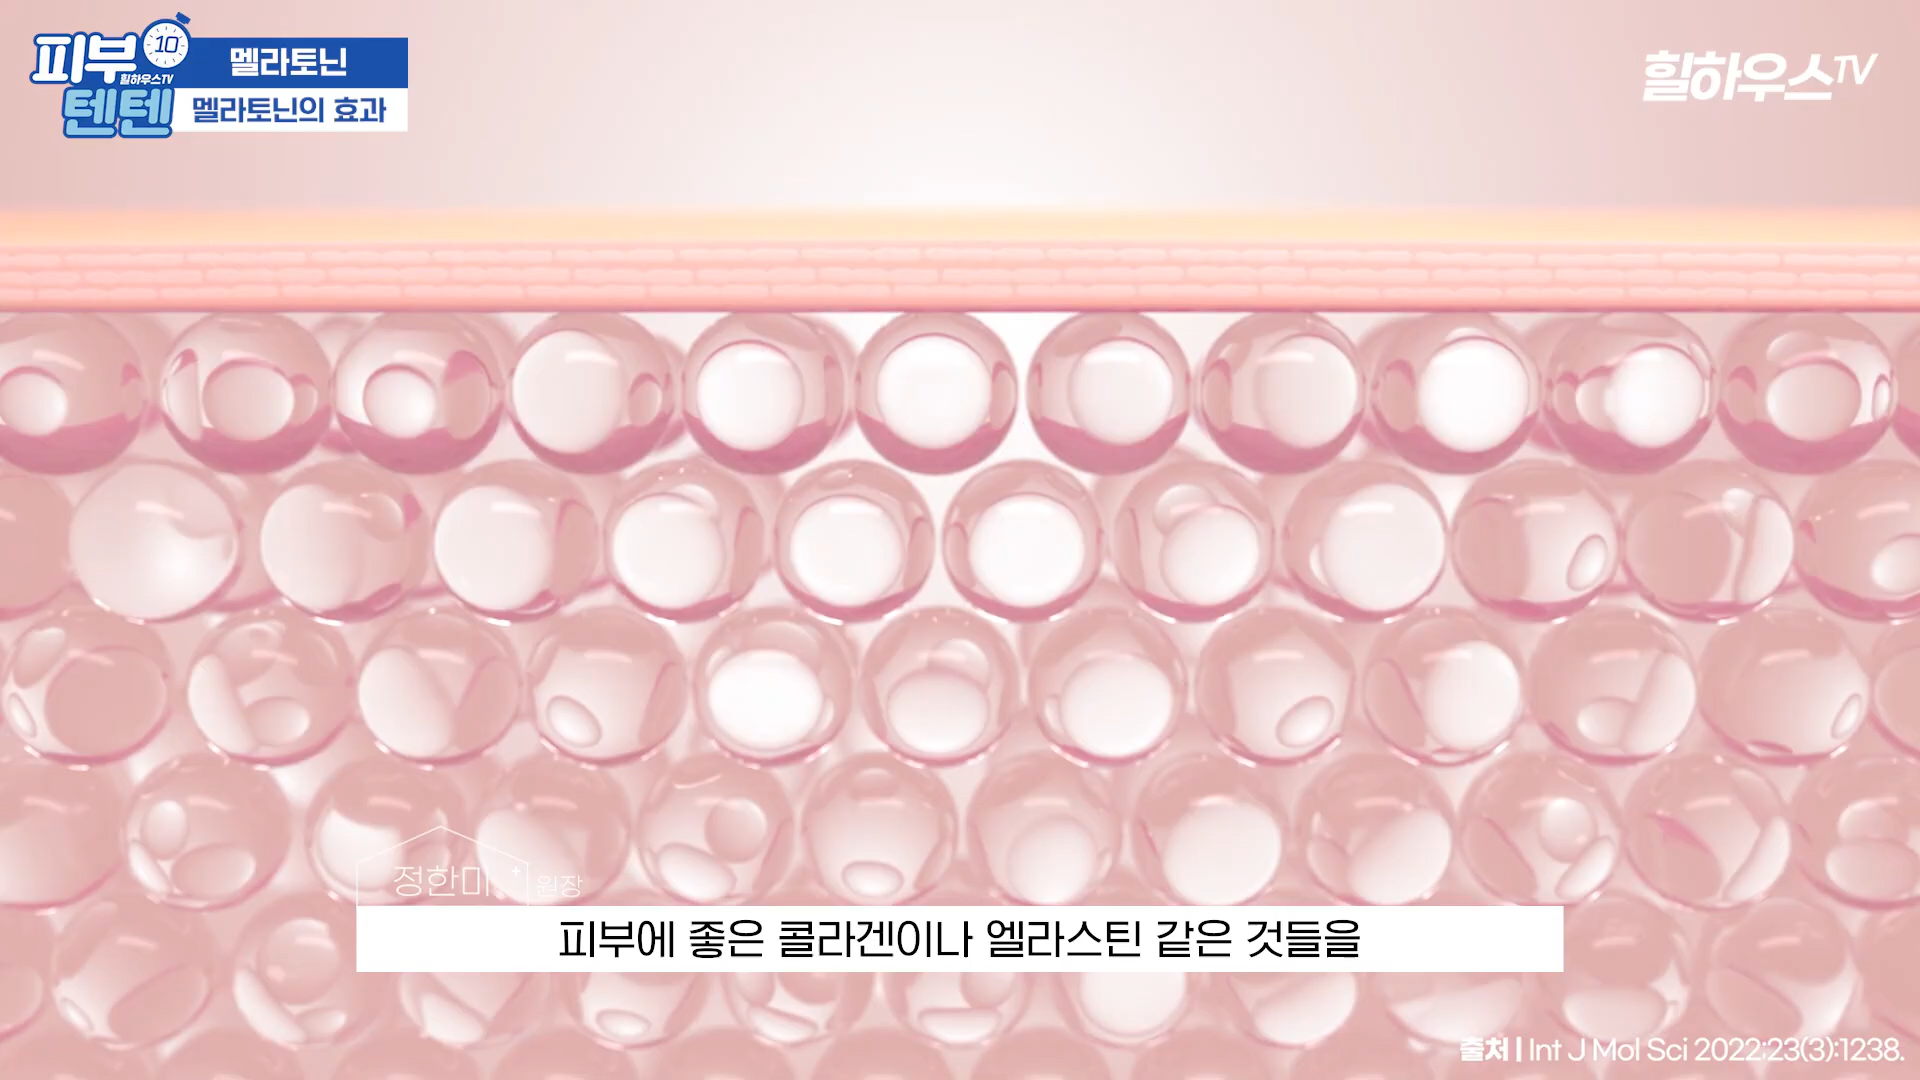 피부
10
힐하우스TV
텐텐
멜라토닌
멜라토닌의 효과
힐하우스TV
정한미 원장
피부에 좋은 콜라겐이나 엘라스틴 같은 것들을
출처 | Int J Mol Sci 2022;23(3):1238.